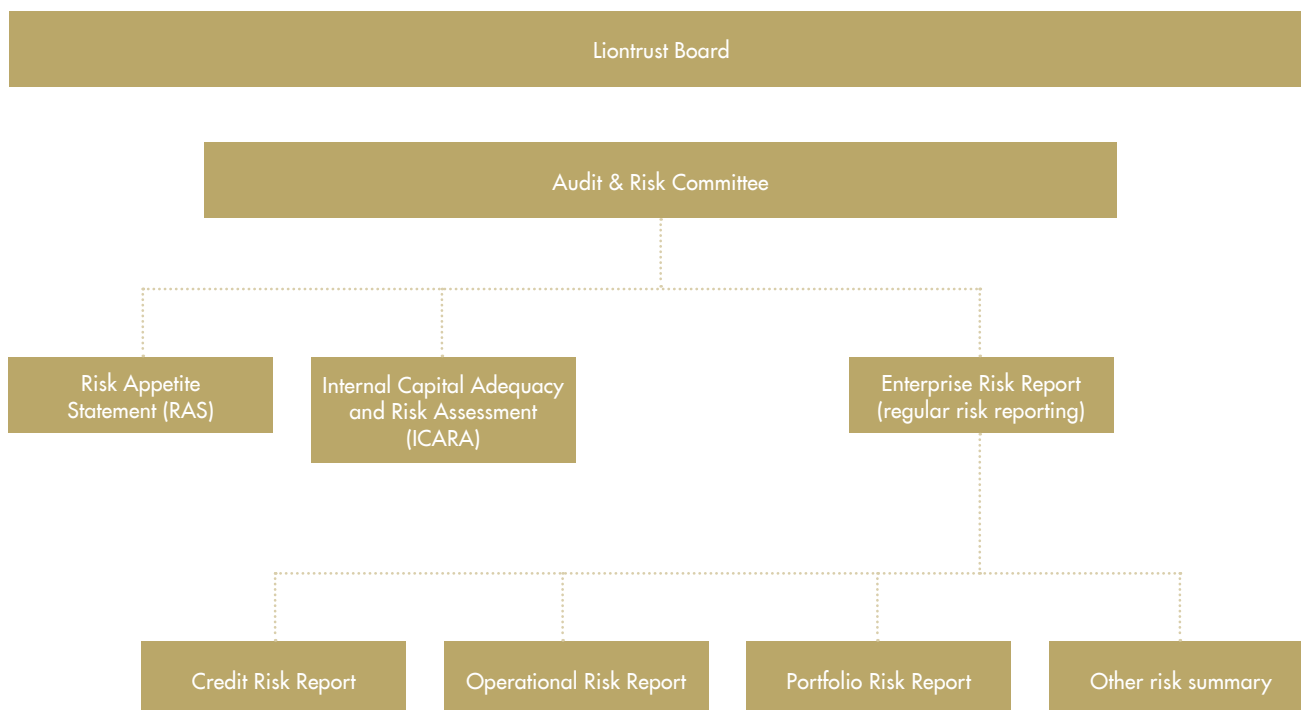 Liontrust Board
Audit & Risk Committee
Risk Appetite
Statement (RAS)
Internal Capital Adequacy
and Risk Assessment
(ICARA)
Enterprise Risk Report
(regular risk reporting)
Credit Risk Report
Operational Risk Report
Portfolio Risk Report
Other risk summary